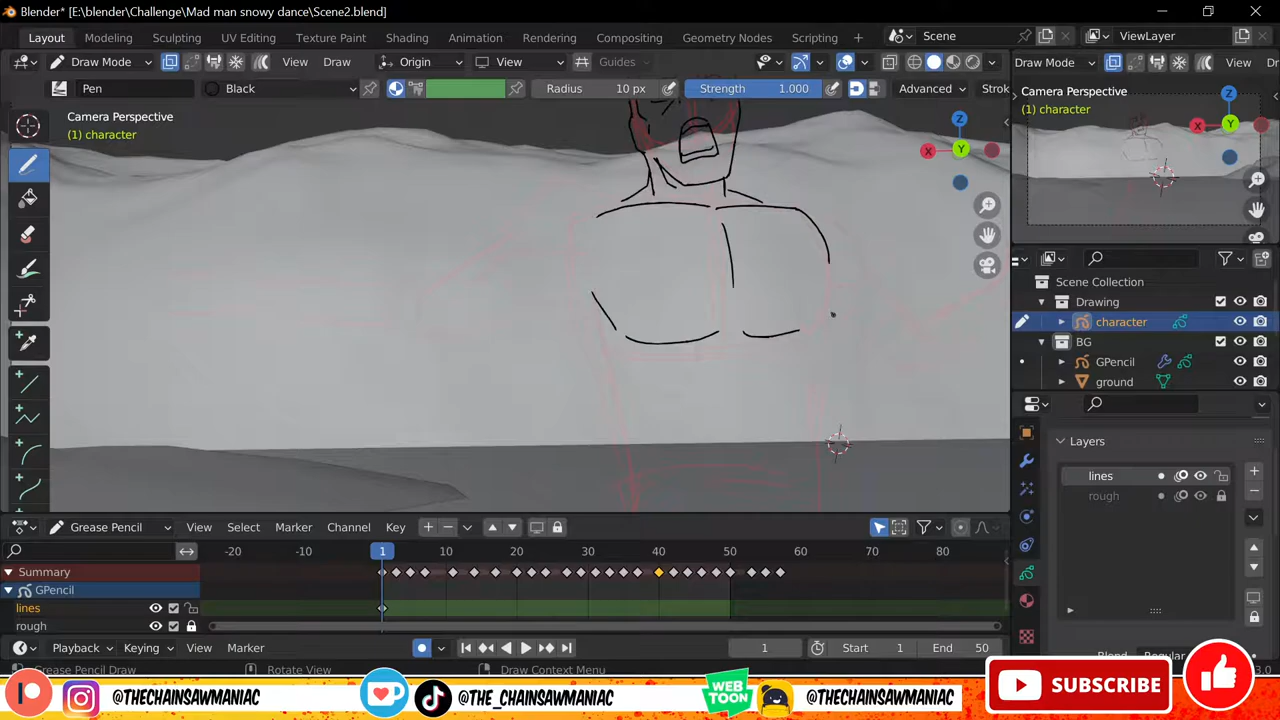 Blender* [E:\blender\Challenge\Mad man snowy dance\Scene2.blend]
Layout Modeling Sculpting UV Editing Texture Paint Shading Animation Rendering Compositing Geometry Nodes Scripting + Scene ViewLayer
Draw Mode View Draw Origin View Guides Draw Mode View
Pen Black Radius 10 px Strength 1.000 Advanced Strok
Camera Perspective
(1) character
Z
X
Y
Camera Perspective
(1) character
Z
X
Y
Scene Collection
Drawing
character
BG
GPencil
ground
Layers
lines
rough
Grease Pencil View Select Marker Channel Key
-20 -10 1 10 20 30 40 50 60 70 80
Summary
GPencil
lines
rough
Playback Keying View Marker 1 Start 1 End 50
Grease Pencil Draw Rotate View Draw Context Menu
@THECHAINSAWMANIAC @THE_CHAINSAWMANIAC WEB TOON @THECHAINSAWMANIAC SUBSCRIBE